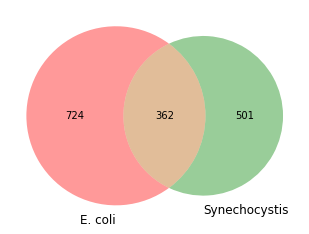 724 362 501
Synechocystis
E. coli